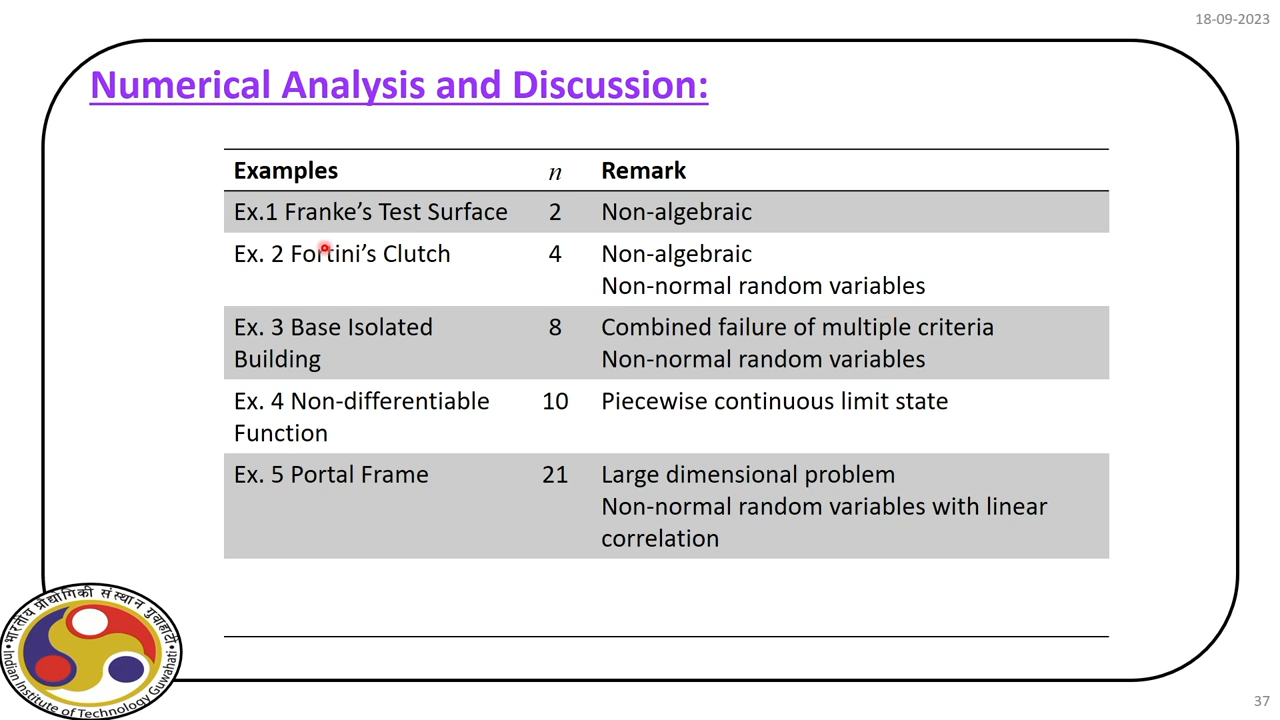 18-09-2023
Numerical Analysis and Discussion:
Examples n Remark
Ex.1 Franke's Test Surface 2 Non-algebraic
Ex. 2 Fortini's Clutch 4 Non-algebraic
Non-normal random variables
Ex. 3 Base Isolated 8 Combined failure of multiple criteria
Building Non-normal random variables
Ex. 4 Non-differentiable 10 Piecewise continuous limit state
Function
Ex. 5 Portal Frame 21 Large dimensional problem
Non-normal random variables with linear
correlation
भारतीय प्रौद्योगिकी संस्थान गुवाहाटी
Indian Institute of Technology Guwahati
37